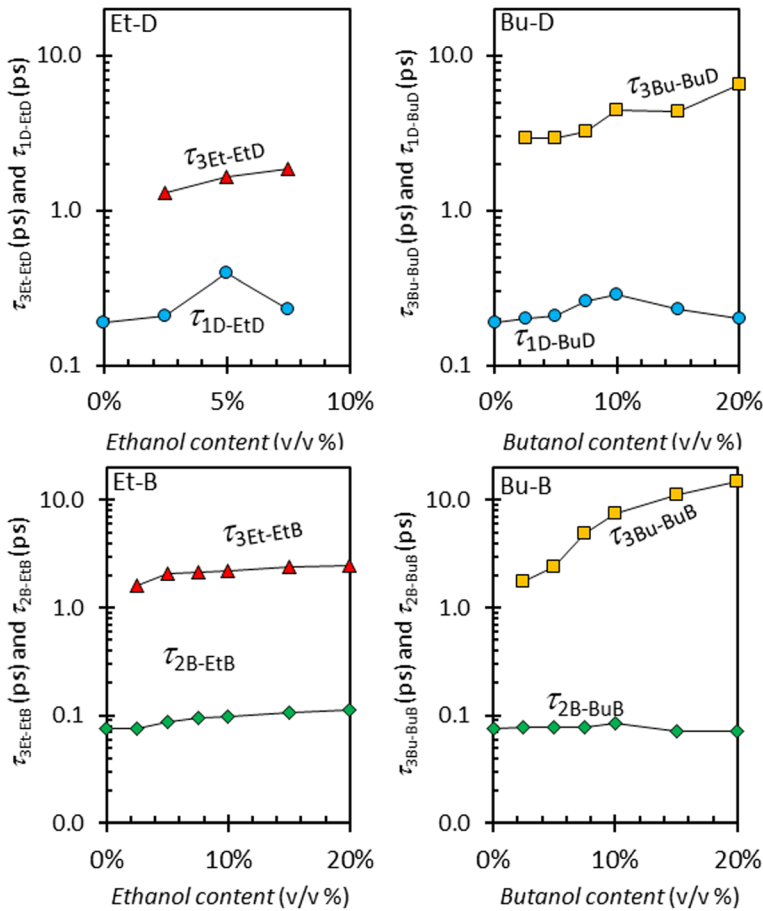 Et-D
τ3Et-EtD (ps) and τ1D-EtD (ps)
10.0
1.0
0.1
τ3Et-EtD
τ1D-EtD
0%
5%
10%
Ethanol content (v/v %)
Bu-D
τ3Bu-BuD (ps) and τ1D-BuD (ps)
10.0
1.0
0.1
τ3Bu-BuD
τ1D-BuD
0%
10%
20%
Butanol content (v/v %)
Et-B
τ3Et-EtB (ps) and τ2B-EtB (ps)
10.0
1.0
0.1
0.0
τ3Et-EtB
τ2B-EtB
0%
10%
20%
Ethanol content (v/v %)
Bu-B
τ3Bu-BuB (ps) and τ2B-BuB (ps)
10.0
1.0
0.1
0.0
τ3Bu-BuB
τ2B-BuB
0%
10%
20%
Butanol content (v/v %)